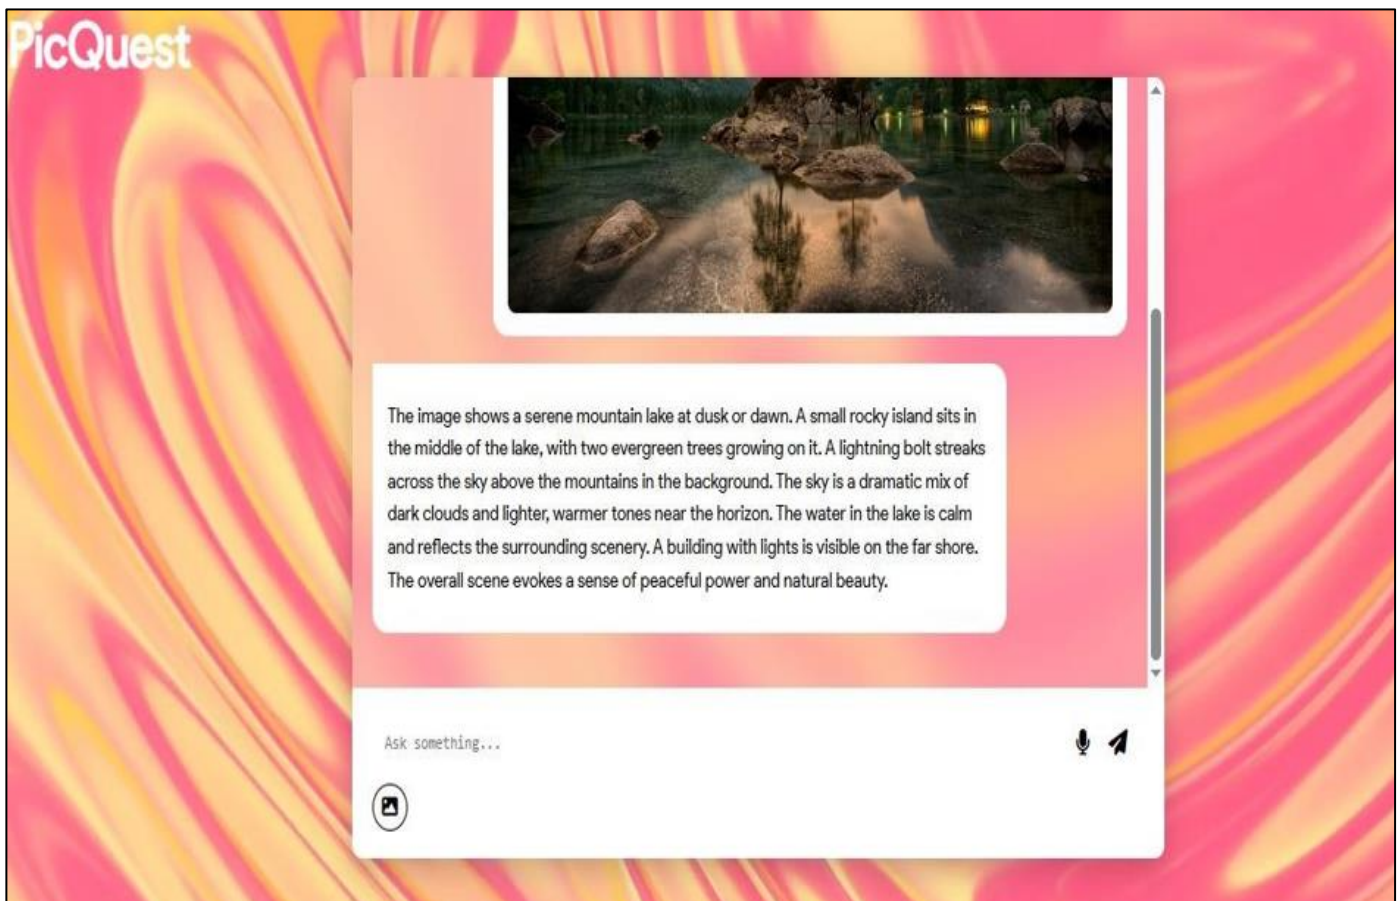 PicQuest
The image shows a serene mountain lake at dusk or dawn. A small rocky island sits in
the middle of the lake, with two evergreen trees growing on it. A lightning bolt streaks
across the sky above the mountains in the background. The sky is a dramatic mix of
dark clouds and lighter, warmer tones near the horizon. The water in the lake is calm
and reflects the surrounding scenery. A building with lights is visible on the far shore.
The overall scene evokes a sense of peaceful power and natural beauty.
Ask something...